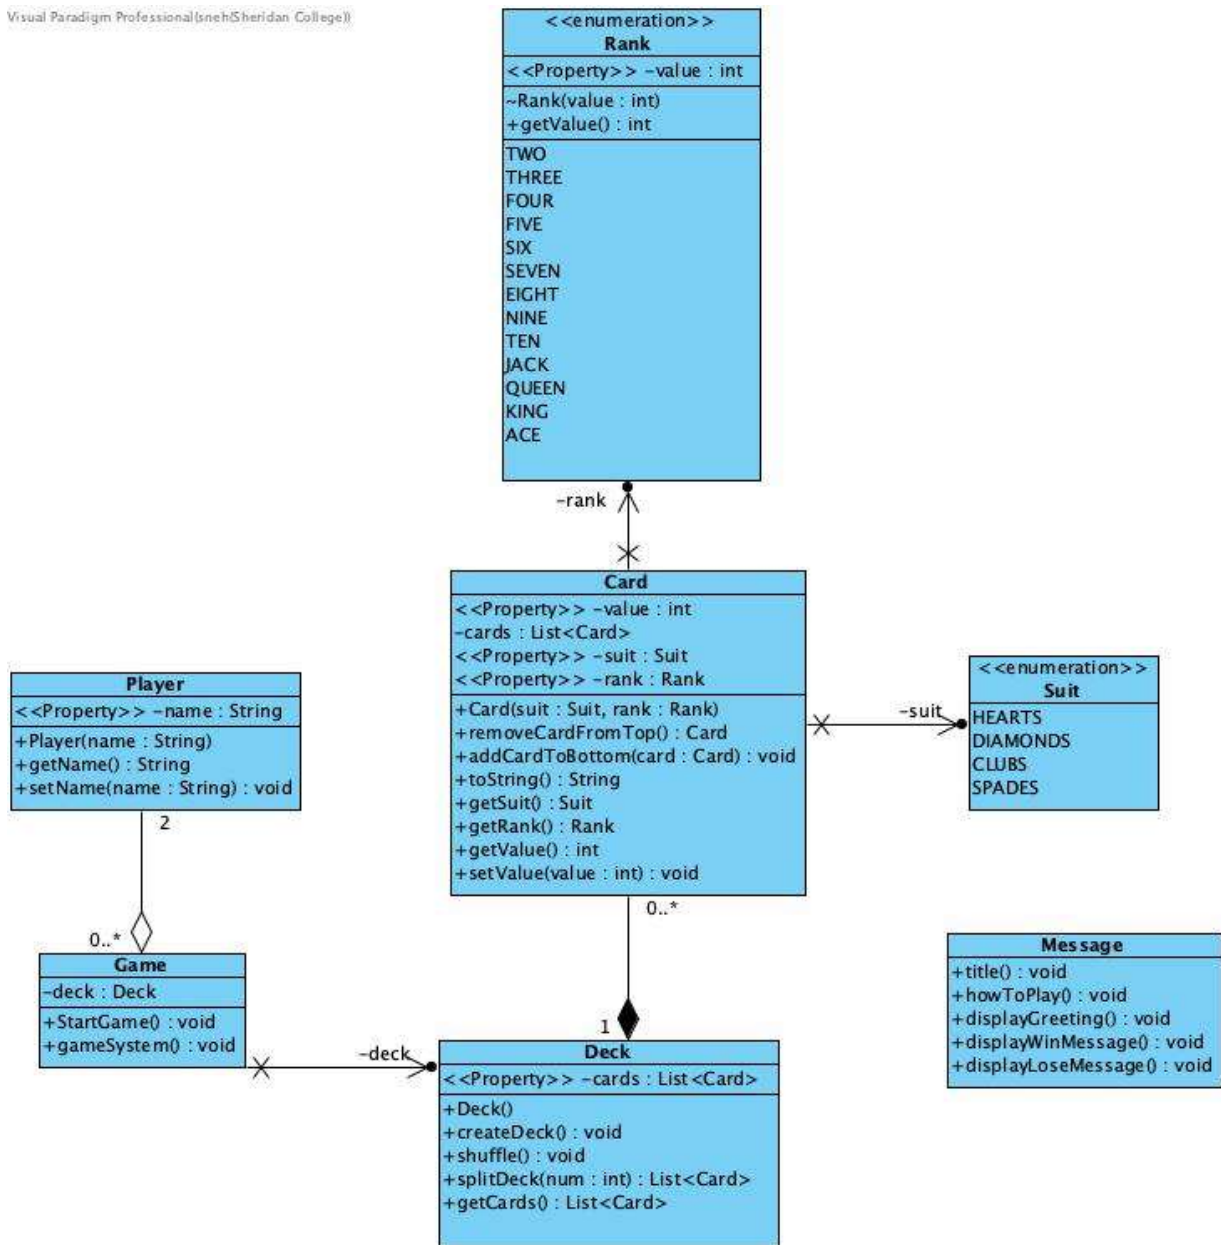 Visual Paradigm Professional(sneh(Sheridan College))
<<enumeration>>
Rank
<<Property>> -value : int
~Rank(value : int)
+getValue() : int
TWO
THREE
FOUR
FIVE
SIX
SEVEN
EIGHT
NINE
TEN
JACK
QUEEN
KING
ACE
-rank
Card
<<Property>> -value : int
-cards : List<Card>
<<Property>> -suit : Suit
<<Property>> -rank : Rank
+Card(suit : Suit, rank : Rank)
+removeCardFromTop() : Card
+addCardToBottom(card : Card) : void
+toString() : String
+getSuit() : Suit
+getRank() : Rank
+getValue() : int
+setValue(value : int) : void
-suit
<<enumeration>>
Suit
HEARTS
DIAMONDS
CLUBS
SPADES
Player
<<Property>> -name : String
+Player(name : String)
+getName() : String
+setName(name : String) : void
2
0..*
Game
-deck : Deck
+StartGame() : void
+gameSystem() : void
-deck
0..*
1
Deck
<<Property>> -cards : List<Card>
+Deck()
+createDeck() : void
+shuffle() : void
+splitDeck(num : int) : List<Card>
+getCards() : List<Card>
Message
+title() : void
+howToPlay() : void
+displayGreeting() : void
+displayWinMessage() : void
+displayLoseMessage() : void